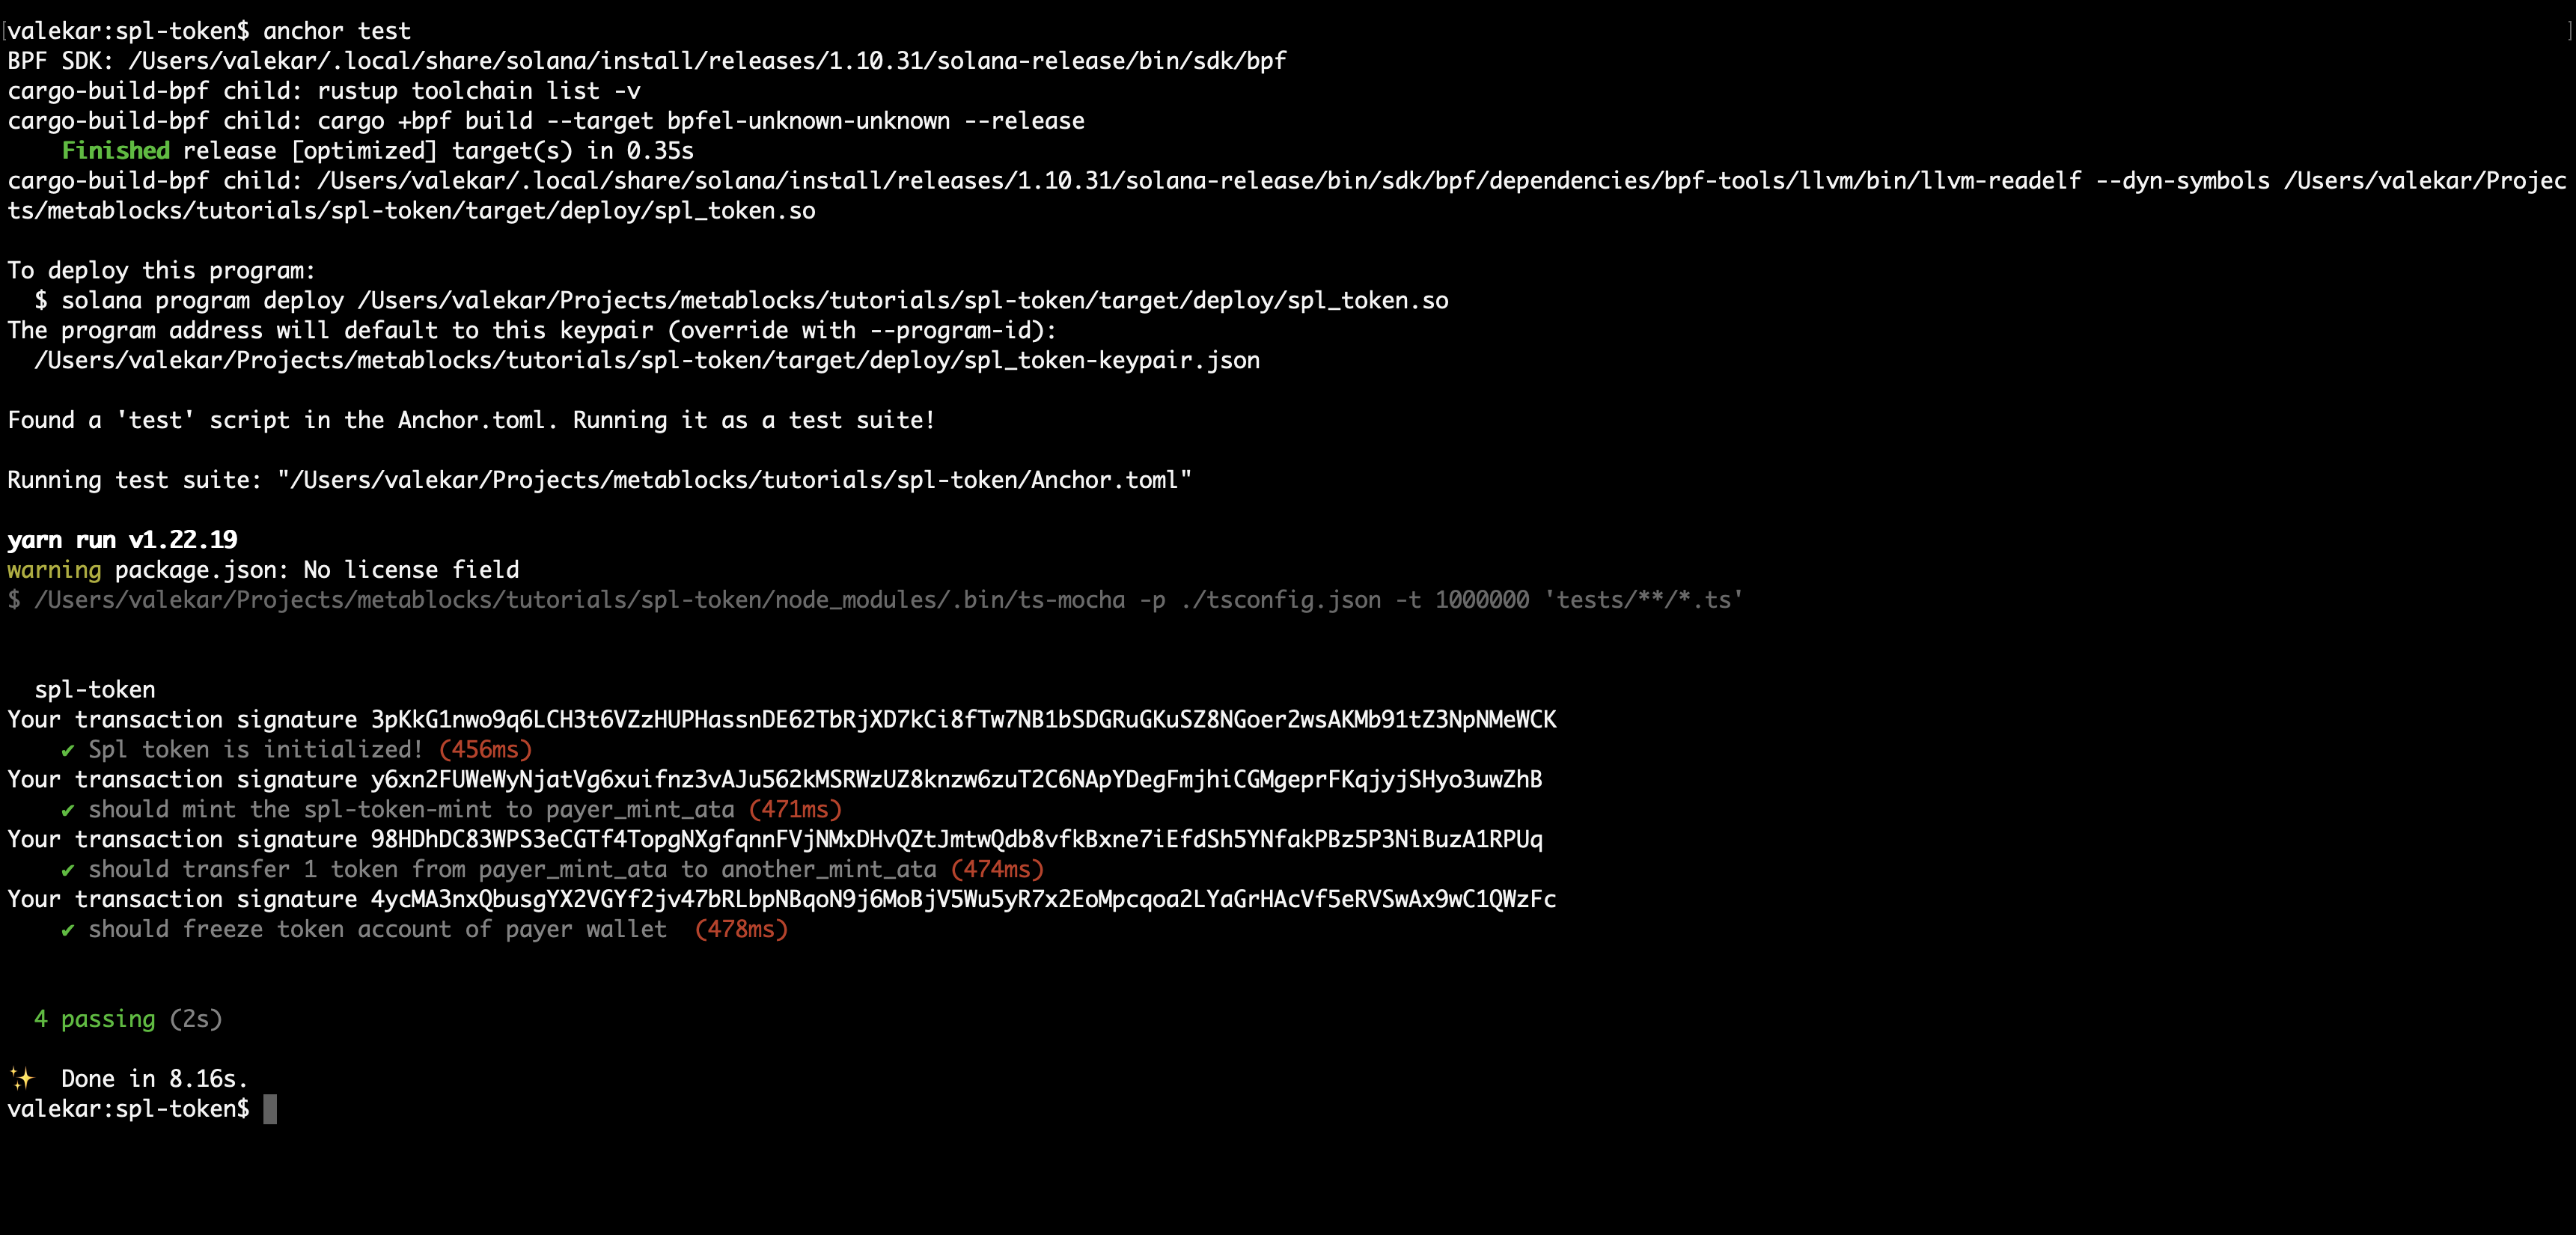 valekar:spl-token$ anchor test
BPF SDK: /Users/valekar/.local/share/solana/install/releases/1.10.31/solana-release/bin/sdk/bpf
cargo-build-bpf child: rustup toolchain list -v
cargo-build-bpf child: cargo +bpf build --target bpfel-unknown-unknown --release
    Finished release [optimized] target(s) in 0.35s
cargo-build-bpf child: /Users/valekar/.local/share/solana/install/releases/1.10.31/solana-release/bin/sdk/bpf/dependencies/bpf-tools/llvm/bin/llvm-readelf --dyn-symbols /Users/valekar/Projec
ts/metablocks/tutorials/spl-token/target/deploy/spl_token.so
To deploy this program:
  $ solana program deploy /Users/valekar/Projects/metablocks/tutorials/spl-token/target/deploy/spl_token.so
The program address will default to this keypair (override with --program-id):
  /Users/valekar/Projects/metablocks/tutorials/spl-token/target/deploy/spl_token-keypair.json
Found a 'test' script in the Anchor.toml. Running it as a test suite!
Running test suite: "/Users/valekar/Projects/metablocks/tutorials/spl-token/Anchor.toml"
yarn run v1.22.19
warning package.json: No license field
$ /Users/valekar/Projects/metablocks/tutorials/spl-token/node_modules/.bin/ts-mocha -p ./tsconfig.json -t 1000000 'tests/**/*.ts'
  spl-token
Your transaction signature 3pKkG1nwo9q6LCH3t6VZzHUPHassnDE62TbRjXD7kCi8fTw7NB1bSDGRuGKuSZ8NGoer2wsAKMb91tZ3NpNMeWCK
    ✔ Spl token is initialized! (456ms)
Your transaction signature y6xn2FUWeWyNjatVg6xuifnz3vAJu562kMSRWzUZ8knzw6zuT2C6NApYDegFmjhiCGMgeprFKqjyjSHyo3uwZhB
    ✔ should mint the spl-token-mint to payer_mint_ata (471ms)
Your transaction signature 98HDhDC83WPS3eCGTf4TopgNXgfqnnFVjNMxDHvQZtJmtwQdb8vfkBxne7iEfdSh5YNfakPBz5P3NiBuzA1RPUq
    ✔ should transfer 1 token from payer_mint_ata to another_mint_ata (474ms)
Your transaction signature 4ycMA3nxQbusgYX2VGYf2jv47bRLbpNBqoN9j6MoBjV5Wu5yR7x2EoMpcqoa2LYaGrHAcVf5eRVSwAx9wC1QWzFc
    ✔ should freeze token account of payer wallet  (478ms)
  4 passing (2s)
✨  Done in 8.16s.
valekar:spl-token$